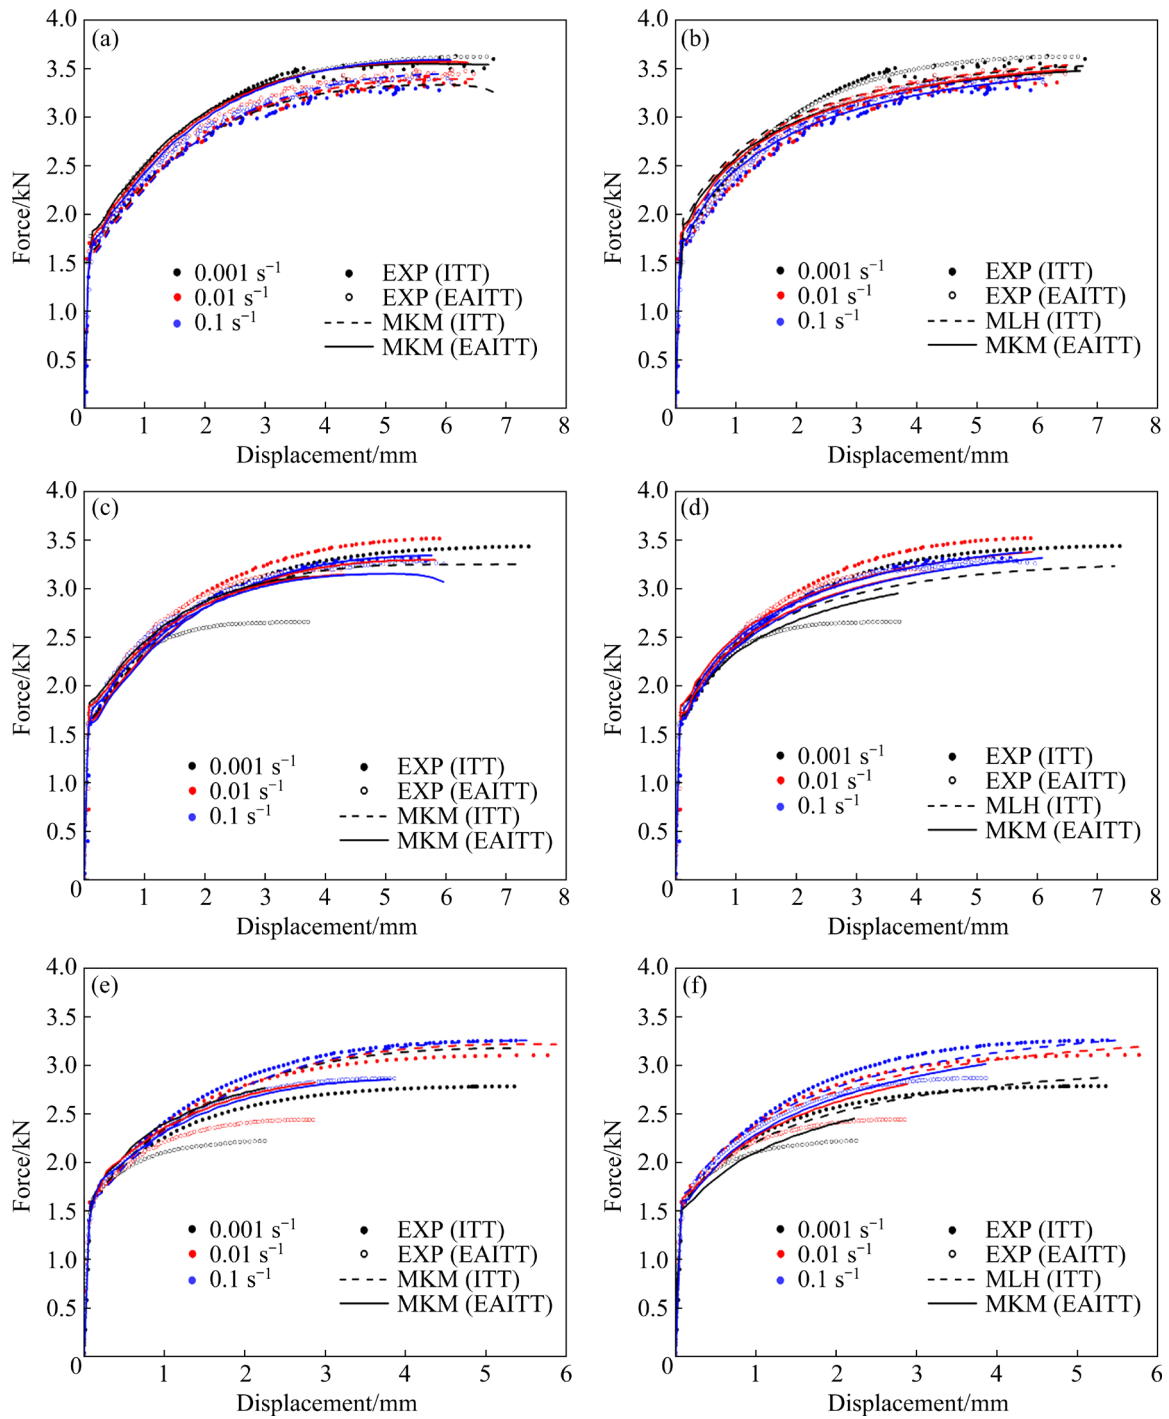 (a)
4.0
3.5
3.0
2.5
2.0
1.5
1.0
0.5
0
Force/kN
0.001 s⁻¹
0.01 s⁻¹
0.1 s⁻¹
EXP (ITT)
EXP (EAITT)
MKM (ITT)
MKM (EAITT)
1 2 3 4 5 6 7 8
Displacement/mm
(b)
4.0
3.5
3.0
2.5
2.0
1.5
1.0
0.5
0
Force/kN
0.001 s⁻¹
0.01 s⁻¹
0.1 s⁻¹
EXP (ITT)
EXP (EAITT)
MLH (ITT)
MKM (EAITT)
1 2 3 4 5 6 7 8
Displacement/mm
(c)
4.0
3.5
3.0
2.5
2.0
1.5
1.0
0.5
0
Force/kN
0.001 s⁻¹
0.01 s⁻¹
0.1 s⁻¹
EXP (ITT)
EXP (EAITT)
MKM (ITT)
MKM (EAITT)
1 2 3 4 5 6 7 8
Displacement/mm
(d)
4.0
3.5
3.0
2.5
2.0
1.5
1.0
0.5
0
Force/kN
0.001 s⁻¹
0.01 s⁻¹
0.1 s⁻¹
EXP (ITT)
EXP (EAITT)
MLH (ITT)
MKM (EAITT)
1 2 3 4 5 6 7 8
Displacement/mm
(e)
4.0
3.5
3.0
2.5
2.0
1.5
1.0
0.5
0
Force/kN
0.001 s⁻¹
0.01 s⁻¹
0.1 s⁻¹
EXP (ITT)
EXP (EAITT)
MKM (ITT)
MKM (EAITT)
1 2 3 4 5 6
Displacement/mm
(f)
4.0
3.5
3.0
2.5
2.0
1.5
1.0
0.5
0
Force/kN
0.001 s⁻¹
0.01 s⁻¹
0.1 s⁻¹
EXP (ITT)
EXP (EAITT)
MLH (ITT)
MKM (EAITT)
1 2 3 4 5 6
Displacement/mm